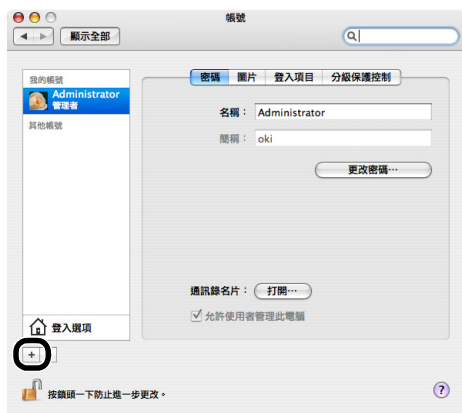 帳號
顯示全部
我的帳號
Administrator
管理者
其他帳號
登入選項
+
密碼 圖片 登入項目 分級保護控制
名稱： Administrator
簡稱： oki
更改密碼…
通訊錄名片： 打開…
允許使用者管理此電腦
按鎖頭一下防止進一步更改。
?